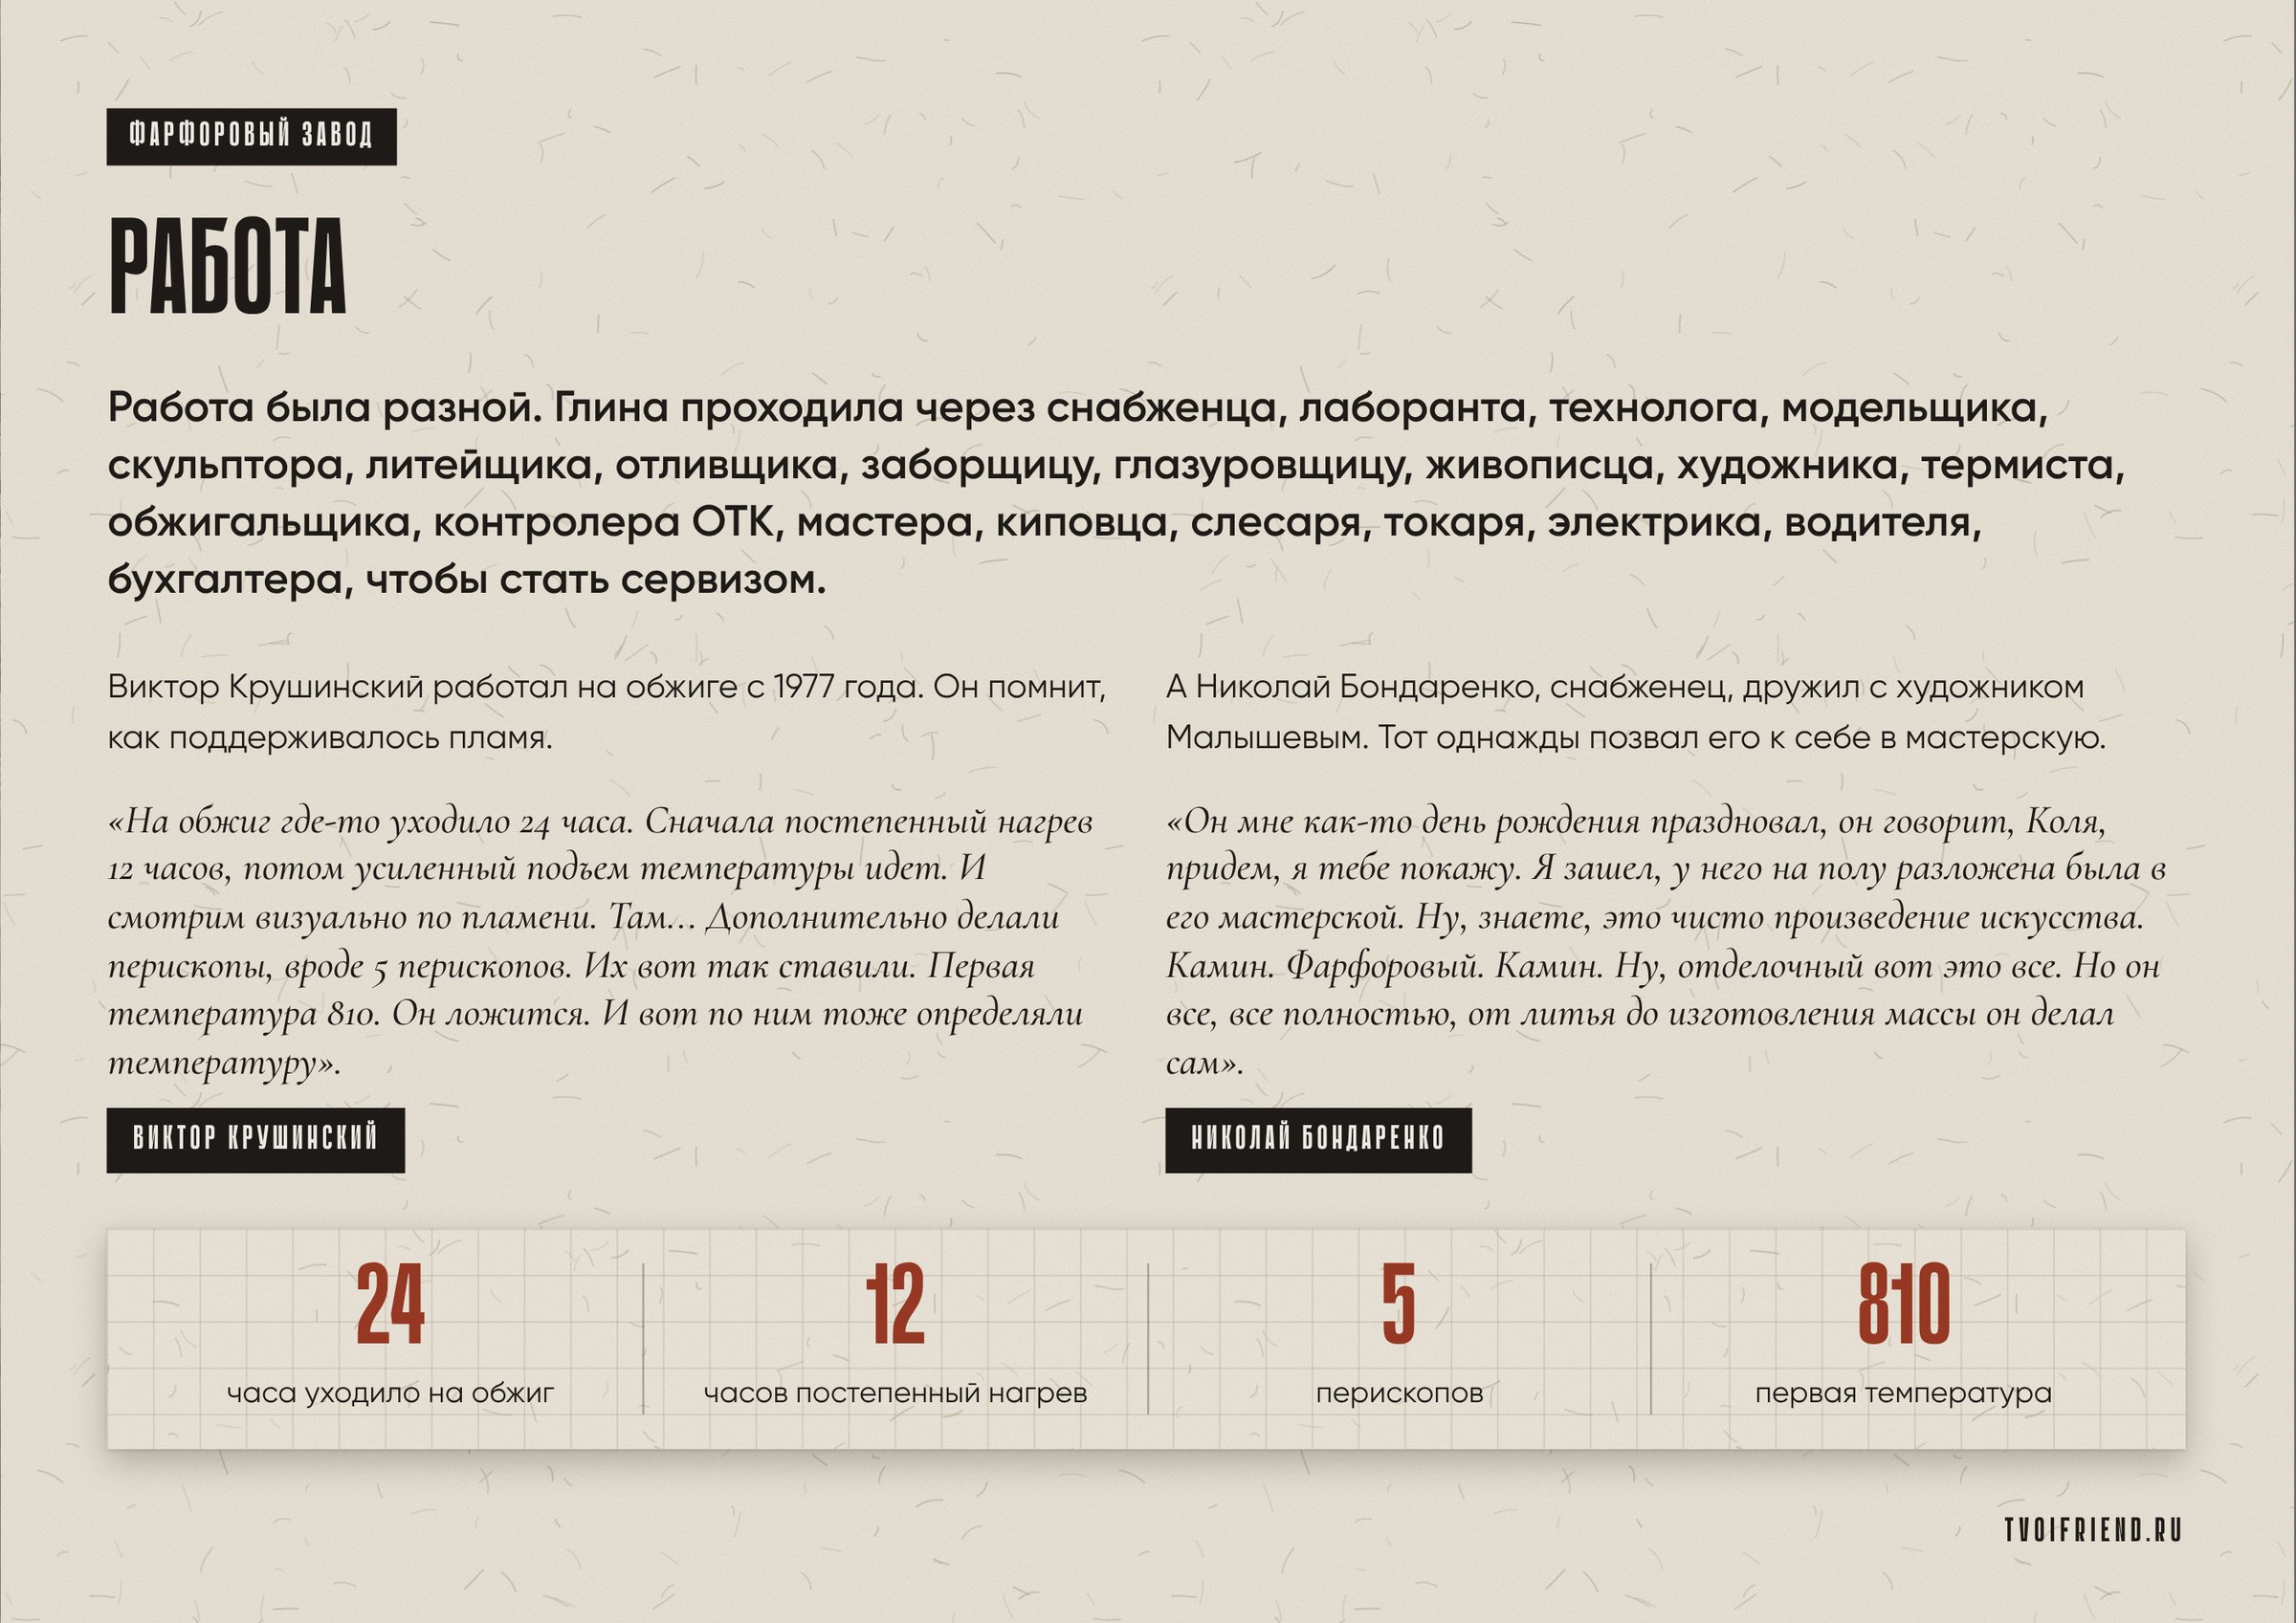 ФАРФОРОВЫЙ ЗАВОД
РАБОТА
Работа была разной. Глина проходила через снабженца, лаборанта, технолога, модельщика,
скульптора, литейщика, отливщика, заборщицу, глазуровщицу, живописца, художника, термиста,
обжигальщика, контролера ОТК, мастера, киповца, слесаря, токаря, электрика, водителя,
бухгалтера, чтобы стать сервизом.
Виктор Крушинский работал на обжиге с 1977 года. Он помнит,
как поддерживалось пламя.
«На обжиг где-то уходило 24 часа. Сначала постепенный нагрев
12 часов, потом усиленный подъем температуры идет. И
смотрим визуально по пламени. Там… Дополнительно делали
перископы, вроде 5 перископов. Их вот так ставили. Первая
температура 810. Он ложится. И вот по ним тоже определяли
температуру».
ВИКТОР КРУШИНСКИЙ
А Николай Бондаренко, снабженец, дружил с художником
Малышевым. Тот однажды позвал его к себе в мастерскую.
«Он мне как-то день рождения праздновал, он говорит, Коля,
придем, я тебе покажу. Я зашел, у него на полу разложена была в
его мастерской. Ну, знаете, это чисто произведение искусства.
Камин. Фарфоровый. Камин. Ну, отделочный вот это все. Но он
все, все полностью, от литья до изготовления массы он делал
сам».
НИКОЛАЙ БОНДАРЕНКО
24
часа уходило на обжиг
12
часов постепенный нагрев
5
перископов
810
первая температура
TVOIFRIEND.RU